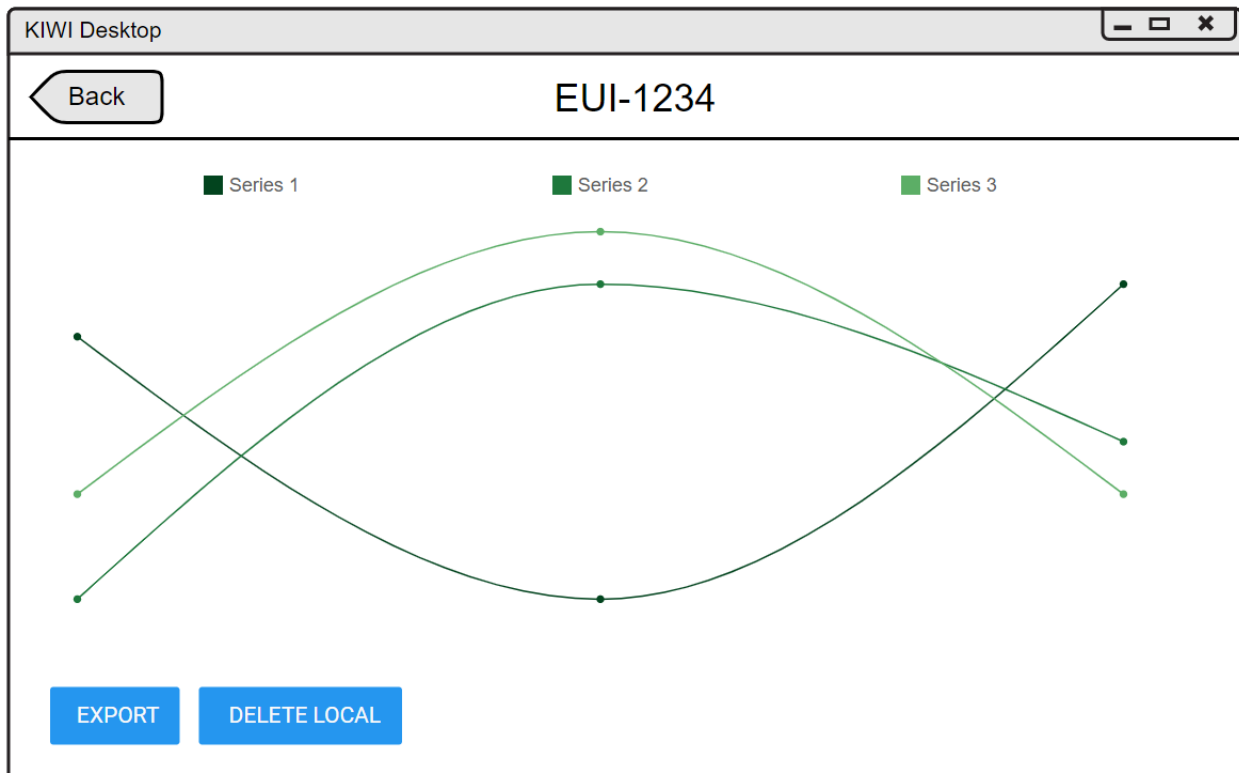 KIWI Desktop
Back
EUI-1234
Series 1
Series 2
Series 3
EXPORT
DELETE LOCAL